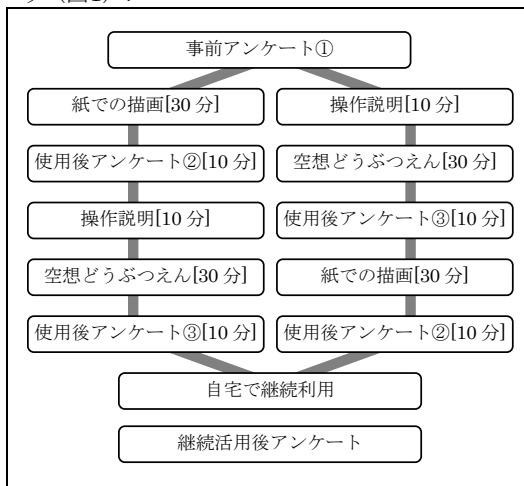 事前アンケート①
紙での描画[30 分]
操作説明[10 分]
使用後アンケート②[10 分]
空想どうぶつえん[30 分]
操作説明[10 分]
使用後アンケート③[10 分]
空想どうぶつえん[30 分]
紙での描画[30 分]
使用後アンケート③[10 分]
使用後アンケート②[10 分]
自宅で継続利用
継続活用後アンケート